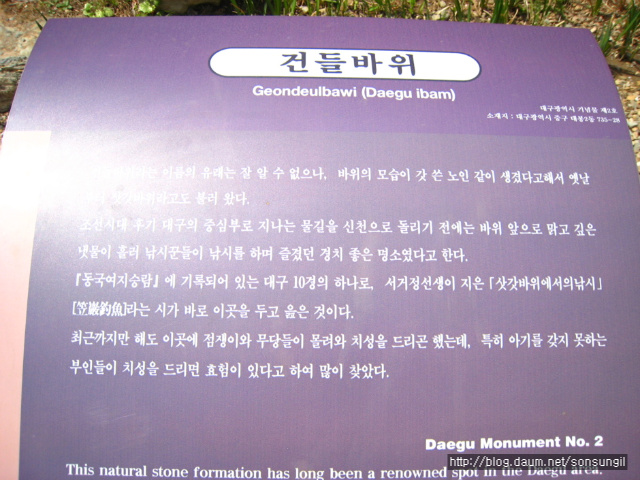 건들바위
Geondeulbawi (Daegu ibam)
대구광역시 기념물 제2호
소재지 : 대구광역시 중구 대봉2동 735-28
이름의 유래는 잘 알 수 없으나, 바위의 모습이 갓 쓴 노인 같이 생겼다고해서 옛날
삿갓바위라고도 불려 왔다.
조선시대 후기 대구의 중심부로 지나는 물길을 신천으로 돌리기 전에는 바위 앞으로 맑고 깊은
냇물이 흘러 낚시꾼들이 낚시를 하며 즐겼던 경치 좋은 명소였다고 한다.
『동국여지승람』에 기록되어 있는 대구 10경의 하나로, 서거정선생이 지은 「삿갓바위에서의낚시」
[笠巖釣魚]라는 시가 바로 이곳을 두고 읊은 것이다.
최근까지만 해도 이곳에 점쟁이와 무당들이 몰려와 치성을 드리곤 했는데, 특히 아기를 갖지 못하는
부인들이 치성을 드리면 효험이 있다고 하여 많이 찾았다.
Daegu Monument No. 2
This natural stone formation has long been a renowned spot in the Daegu area.
http://blog.daum.net/sonsungil